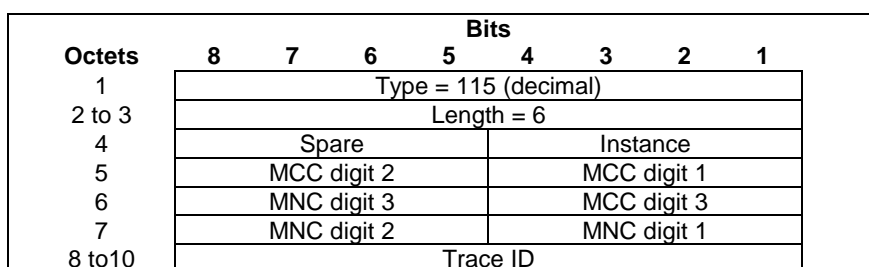 Bits
Octets 8 7 6 5 4 3 2 1
1 Type = 115 (decimal)
2 to 3 Length = 6
4 Spare Instance
5 MCC digit 2 MCC digit 1
6 MNC digit 3 MCC digit 3
7 MNC digit 2 MNC digit 1
8 to10 Trace ID